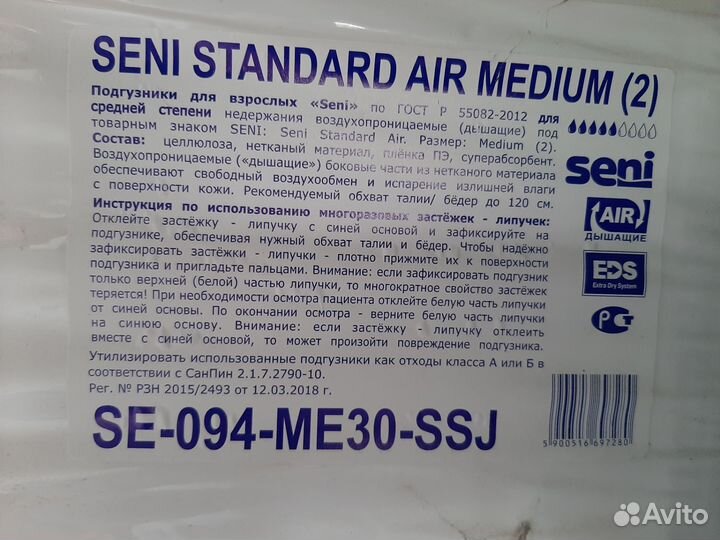 SENI STANDARD AIR MEDIUM (2)
Подгузники для взрослых «Seni» по ГОСТ Р 55082-2012 для
средней степени недержания воздухопроницаемые (дышащие) под
товарным знаком SENI: Seni Standard Air. Размер: Medium (2).
Состав: целлюлоза, нетканый материал, плёнка ПЭ, суперабсорбент.
Воздухопроницаемые («дышащие») боковые части из нетканого материала
обеспечивают свободный воздухообмен и испарение излишней влаги
с поверхности кожи. Рекомендуемый обхват талии/ бёдер до 120 см.
Инструкция по использованию многоразовых застёжек - липучек:
Отклейте застёжку - липучку с синей основой и зафиксируйте на
подгузнике, обеспечивая нужный обхват талии и бёдер. Чтобы надёжно
зафиксировать застёжки - липучки - плотно прижмите их к поверхности
подгузника и пригладьте пальцами. Внимание: если зафиксировать подгузник
только верхней (белой) частью липучки, то многократное свойство застёжек
теряется! При необходимости осмотра пациента отклейте белую часть липучки
от синей основы. По окончании осмотра - верните белую часть липучки
на синюю основу. Внимание: если застёжку - липучку отклеить
вместе с синей основой, то может произойти повреждение подгузника.
Утилизировать использованные подгузники как отходы класса А или Б в
соответствии с СанПин 2.1.7.2790-10.
Рег. № РЗН 2015/2493 от 12.03.2018 г.
SE-094-ME30-SSJ
seni
AIR
ДЫШАЩИЕ
EDS
Extra Dry System
РСТ
5 900516 697280
Avito